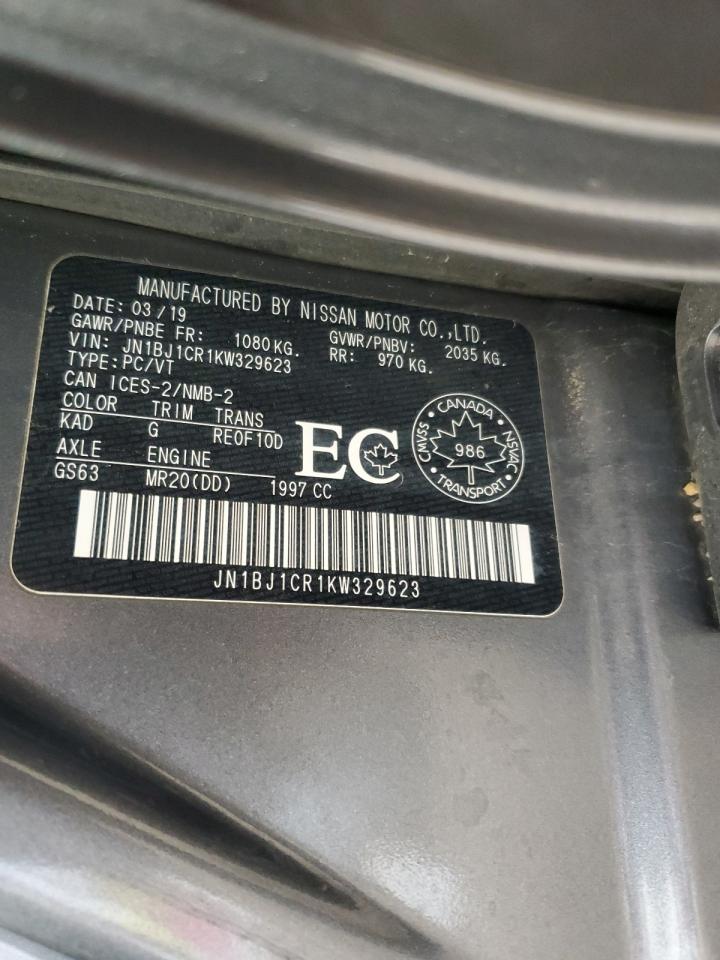 MANUFACTURED BY NISSAN MOTOR CO.,LTD.
DATE: 03/19
GAWR/PNBE FR: 1080 KG. GVWR/PNBV: 2035 KG.
VIN: JN1BJ1CR1KW329623 RR: 970 KG.
TYPE:PC/VT
CAN ICES-2/NMB-2
COLOR TRIM TRANS
KAD G RE0F10D
AXLE ENGINE
GS63 MR20(DD) 1997 CC
EC
CANADA
CMVSS 986 NSVAC
TRANSPORT
JN1BJ1CR1KW329623